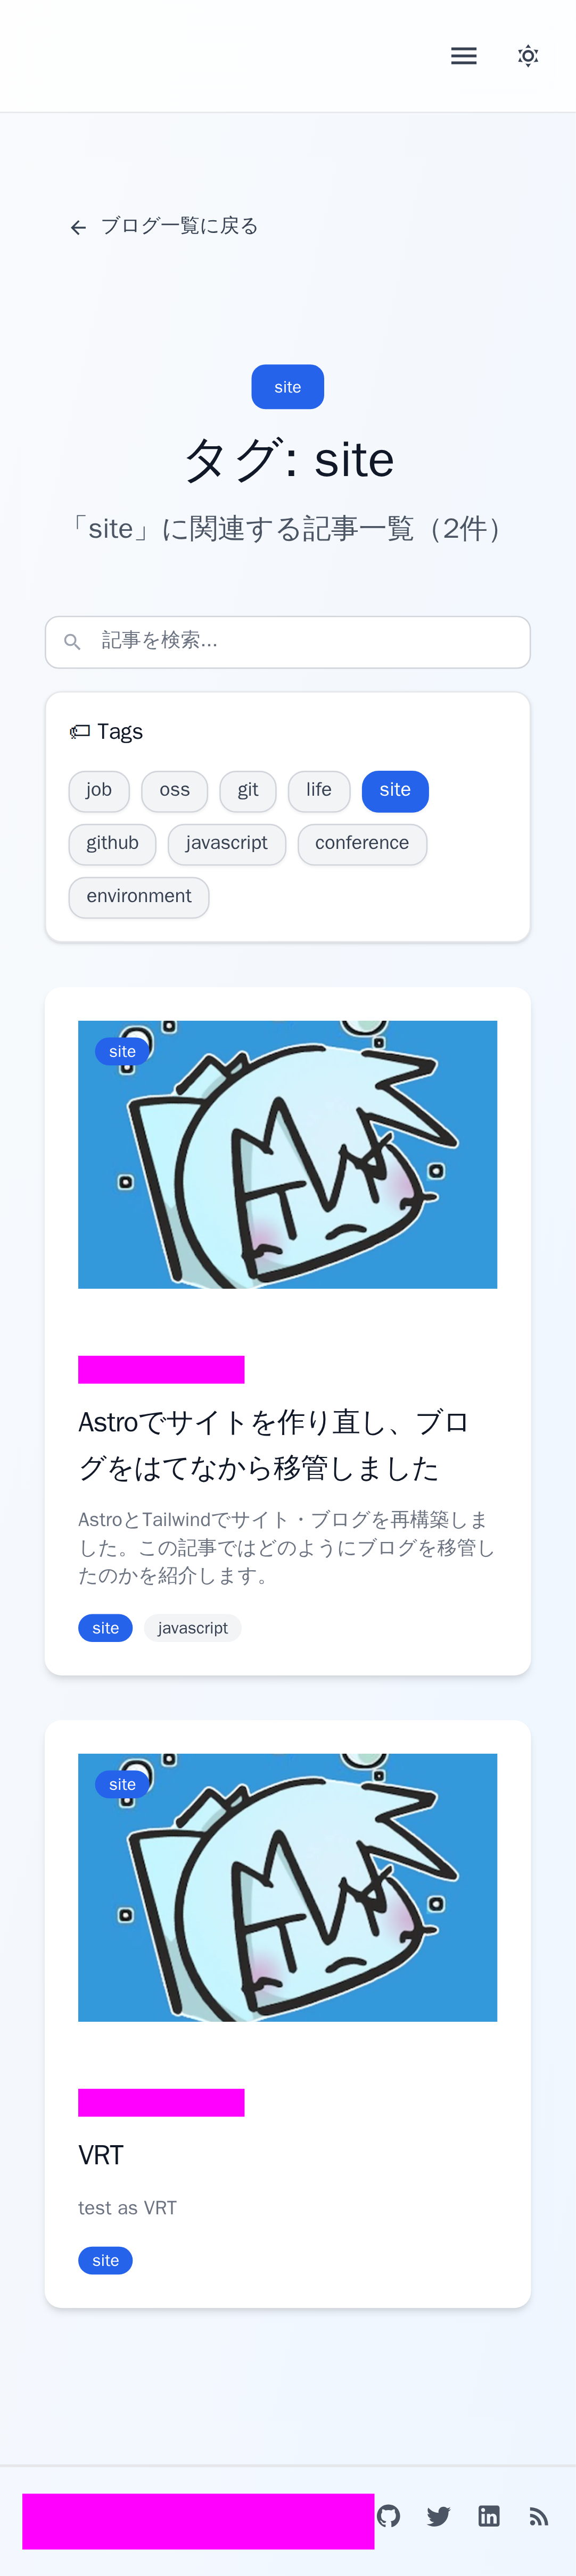 ブログ一覧に戻る
site
タグ: site
「site」に関連する記事一覧（2件）
記事を検索...
Tags
job oss git life site
github javascript conference
environment
site
Astroでサイトを作り直し、ブロ
グをはてなから移管しました
AstroとTailwindでサイト・ブログを再構築しま
した。この記事ではどのようにブログを移管し
たのかを紹介します。
site javascript
site
VRT
test as VRT
site